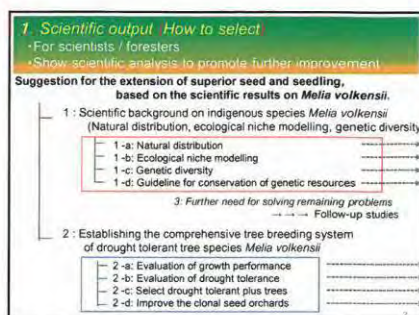 1. Scientific output (How to select)
・For scientists / foresters
・Show scientific analysis to promote further improvement
Suggestion for the extension of superior seed and seedling,
based on the scientific results on Melia volkensii.
1 : Scientific background on indigenous species Melia volkensii
(Natural distribution, ecological niche modelling, genetic diversity
1 -a: Natural distribution
1 -b: Ecological niche modelling
1 -c: Genetic diversity
1 -d: Guideline for conservation of genetic resources
3: Further need for solving remaining problems
→ → → Follow-up studies
2 : Establishing the comprehensive tree breeding system
of drought tolerant tree species Melia volkensii
2 -a: Evaluation of growth performance
2 -b: Evaluation of drought tolerance
2 -c: Select drought tolerant plus trees
2 -d: Improve the clonal seed orchards